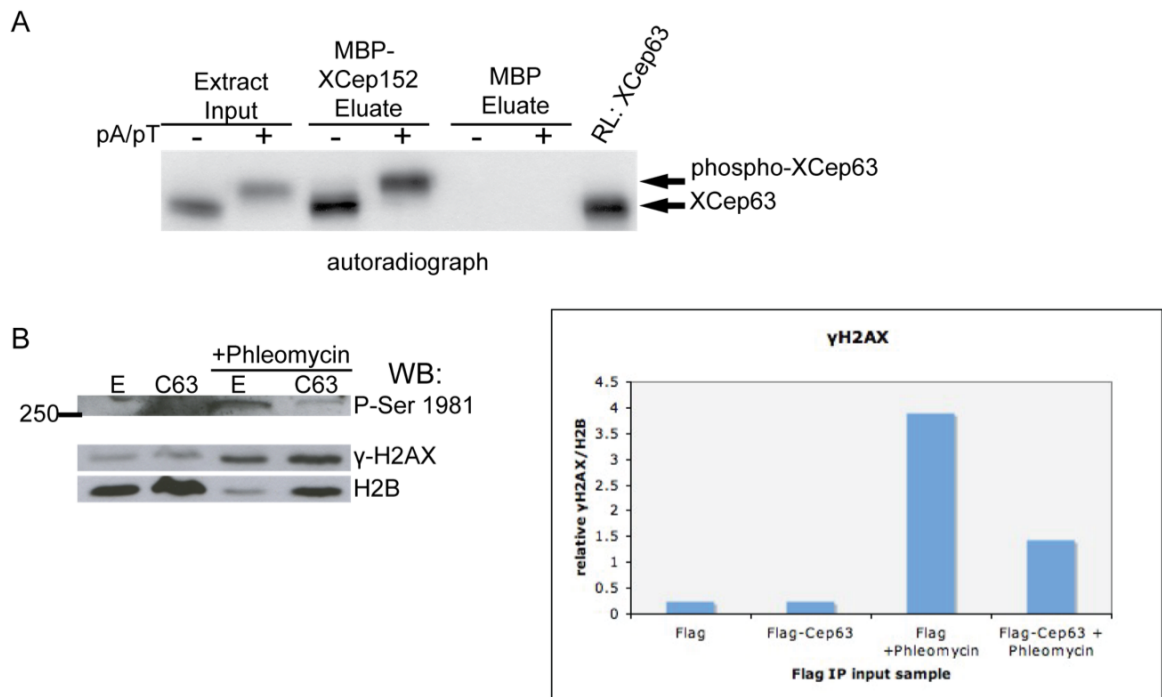 A
Extract
Input
MBP-
XCep152
Eluate
MBP
Eluate
RL: XCep63
pA/pT - + - + - +
phospho-XCep63
XCep63
autoradiograph
B
+Phleomycin
E C63 E C63 WB:
250
P-Ser 1981
γ-H2AX
H2B
γH2AX
relative γH2AX/H2B
4.5
4
3.5
3
2.5
2
1.5
1
0.5
0
Flag
Flag-Cep63
Flag
+Phleomycin
Flag-Cep63 +
Phleomycin
Flag IP input sample